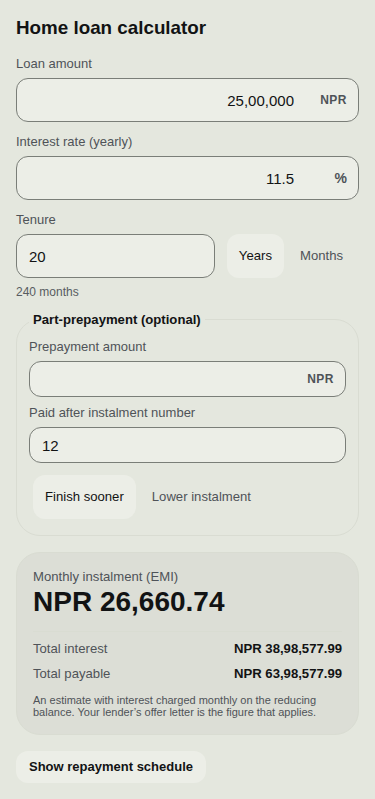 Home loan calculator
Loan amount
25,00,000 NPR
Interest rate (yearly)
11.5 %
Tenure
20 Years Months
240 months
Part-prepayment (optional)
Prepayment amount
NPR
Paid after instalment number
12
Finish sooner Lower instalment
Monthly instalment (EMI)
NPR 26,660.74
Total interest NPR 38,98,577.99
Total payable NPR 63,98,577.99
An estimate with interest charged monthly on the reducing
balance. Your lender’s offer letter is the figure that applies.
Show repayment schedule